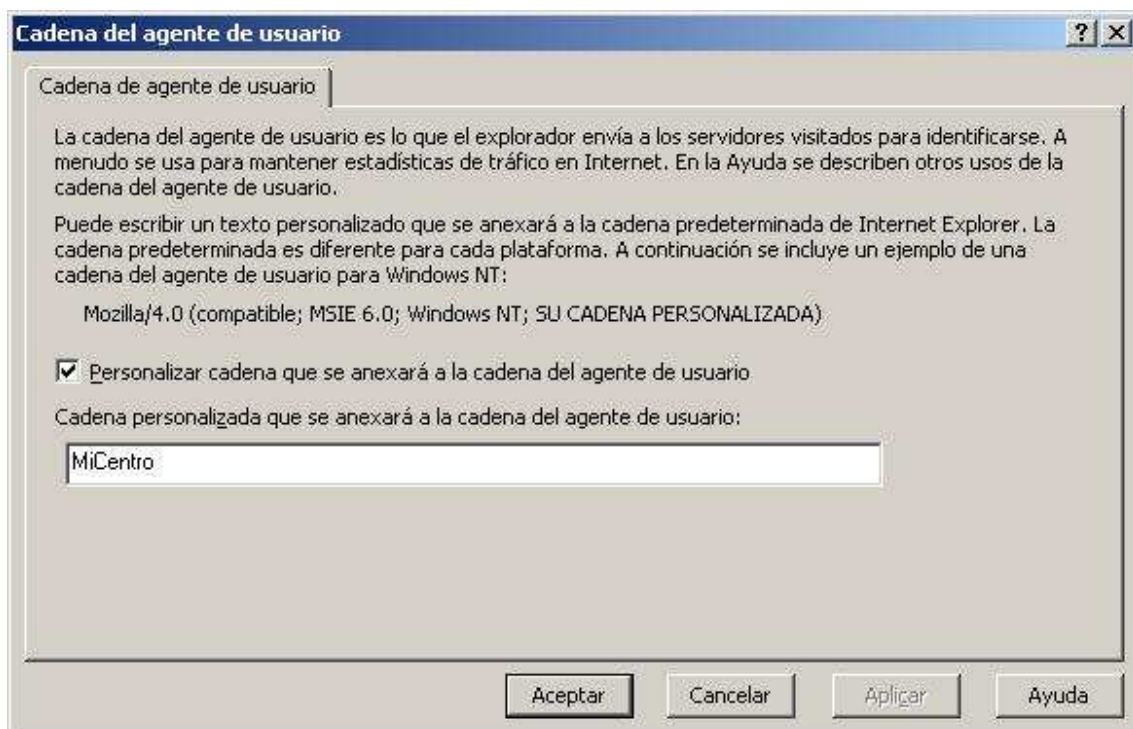 Cadena del agente de usuario
Cadena de agente de usuario
La cadena del agente de usuario es lo que el explorador envía a los servidores visitados para identificarse. A
menudo se usa para mantener estadísticas de tráfico en Internet. En la Ayuda se describen otros usos de la
cadena del agente de usuario.
Puede escribir un texto personalizado que se anexará a la cadena predeterminada de Internet Explorer. La
cadena predeterminada es diferente para cada plataforma. A continuación se incluye un ejemplo de una
cadena del agente de usuario para Windows NT:
Mozilla/4.0 (compatible; MSIE 6.0; Windows NT; SU CADENA PERSONALIZADA)
Personalizar cadena que se anexará a la cadena del agente de usuario
Cadena personalizada que se anexará a la cadena del agente de usuario:
MiCentro
Aceptar Cancelar Aplicar Ayuda